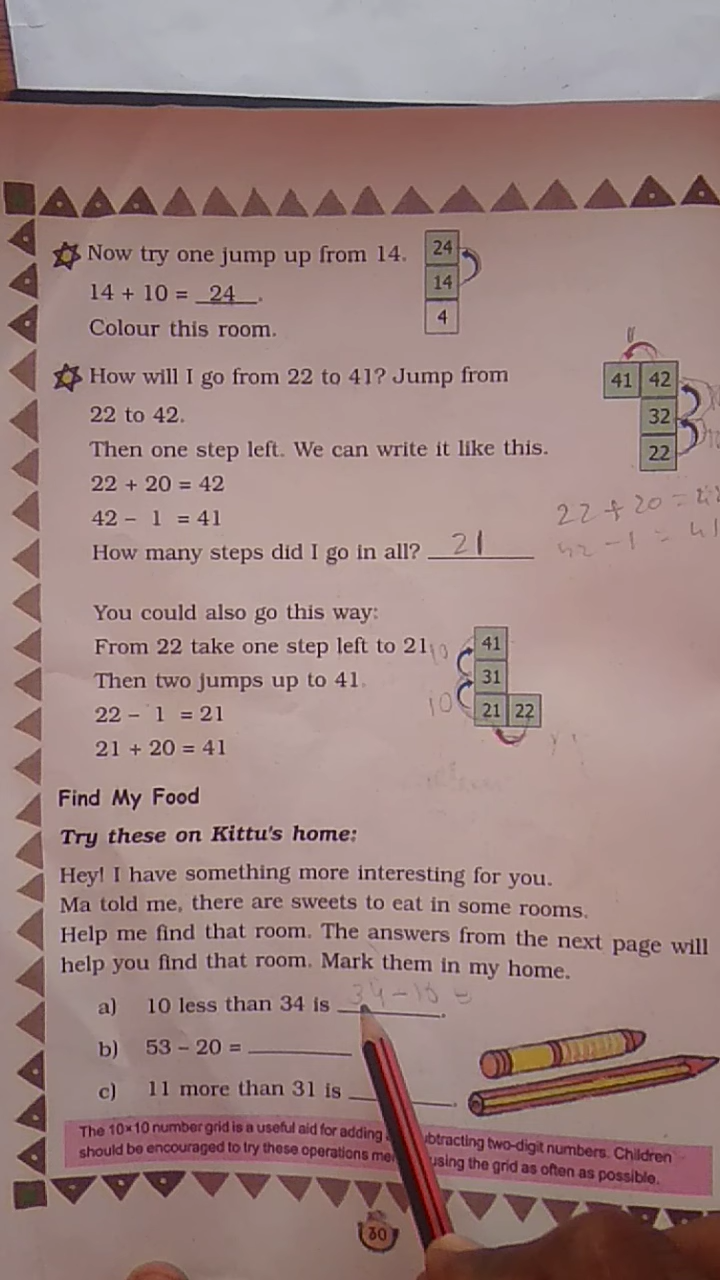 Now try one jump up from 14.
24
14 + 10 = 24 .
14
Colour this room.
4
How will I go from 22 to 41? Jump from
41 42
22 to 42.
32
Then one step left. We can write it like this.
22
22 + 20 = 42
22 + 20 =
42 - 1 = 41
- 1 = 41
How many steps did I go in all? 21
You could also go this way:
From 22 take one step left to 21
10
41
Then two jumps up to 41.
31
22 - 1 = 21
10
21 22
21 + 20 = 41
Find My Food
Try these on Kittu's home:
Hey! I have something more interesting for you.
Ma told me, there are sweets to eat in some rooms.
Help me find that room. The answers from the next page will
help you find that room. Mark them in my home.
a) 10 less than 34 is 34-10 = .
b) 53 - 20 =
c) 11 more than 31 is .
The 10×10 number grid is a useful aid for adding subtracting two-digit numbers. Children
should be encouraged to try these operations using the grid as often as possible.